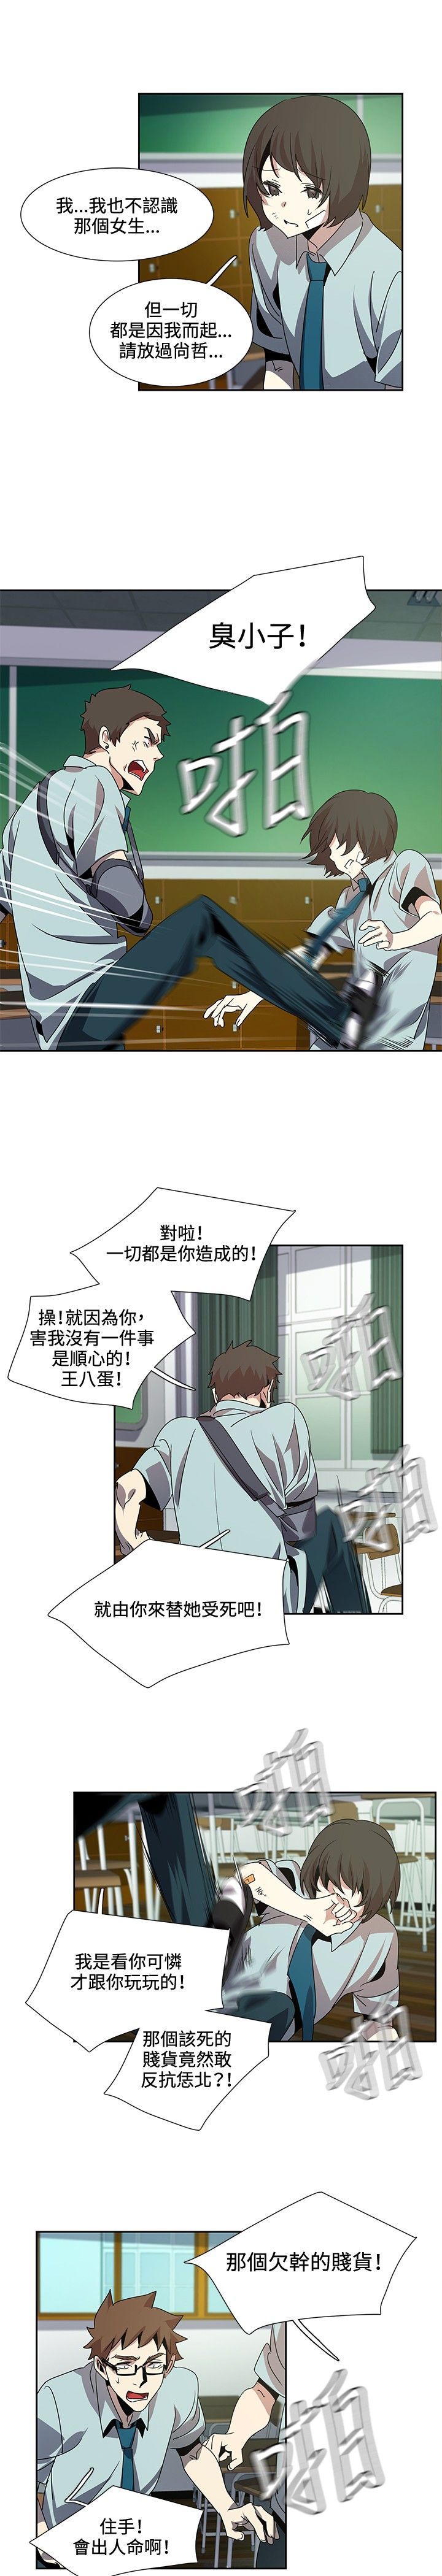 我...我也不認識
那個女生...
但一切
都是因我而起...
請放過尚哲...
臭小子！
啪
對啦！
一切都是你造成的！
操！就因為你，
害我沒有一件事
是順心的！
王八蛋！
啪
啪
就由你來替她受死吧！
啪
我是看你可憐
才跟你玩玩的！
那個該死的
賤貨竟然敢
反抗恁北？！
啪
那個欠幹的賤貨！
啪
住手！
會出人命啊！